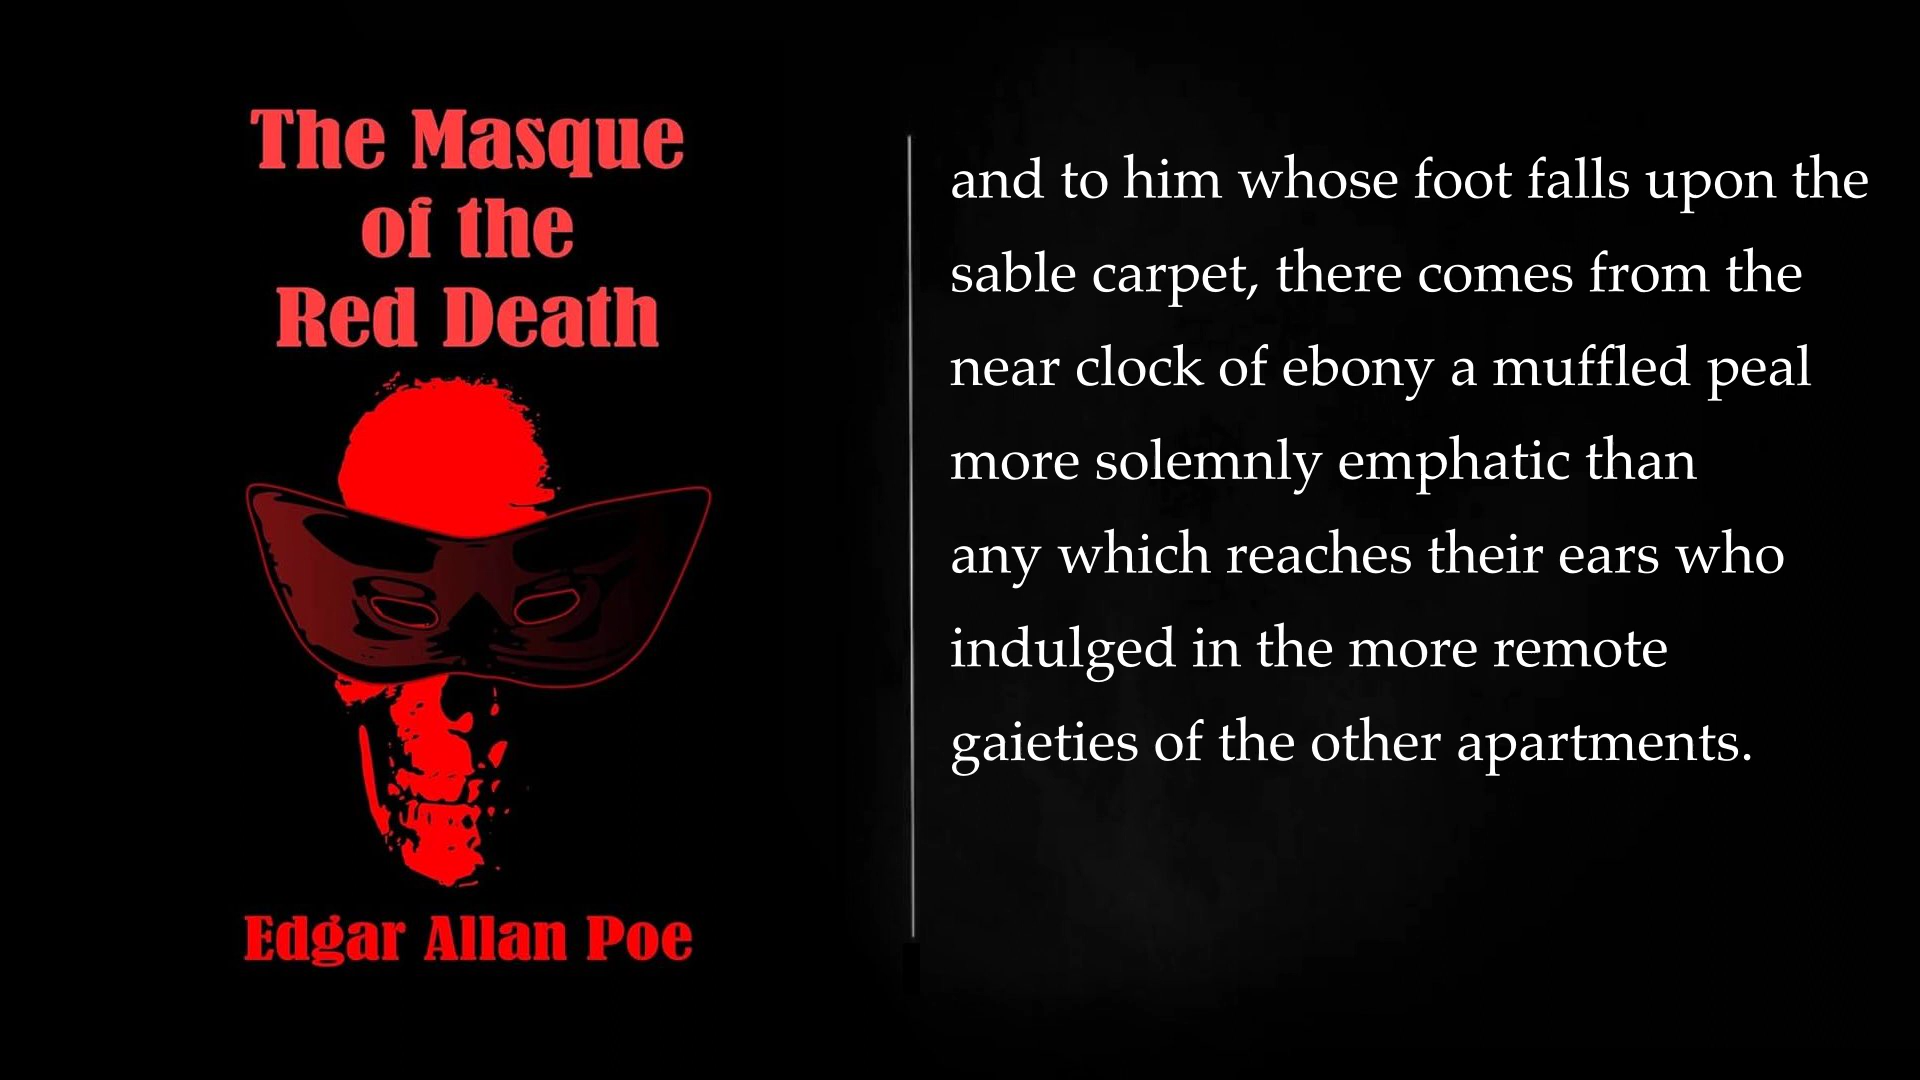 The Masque
of the
Red Death
Edgar Allan Poe
and to him whose foot falls upon the
sable carpet, there comes from the
near clock of ebony a muffled peal
more solemnly emphatic than
any which reaches their ears who
indulged in the more remote
gaieties of the other apartments.